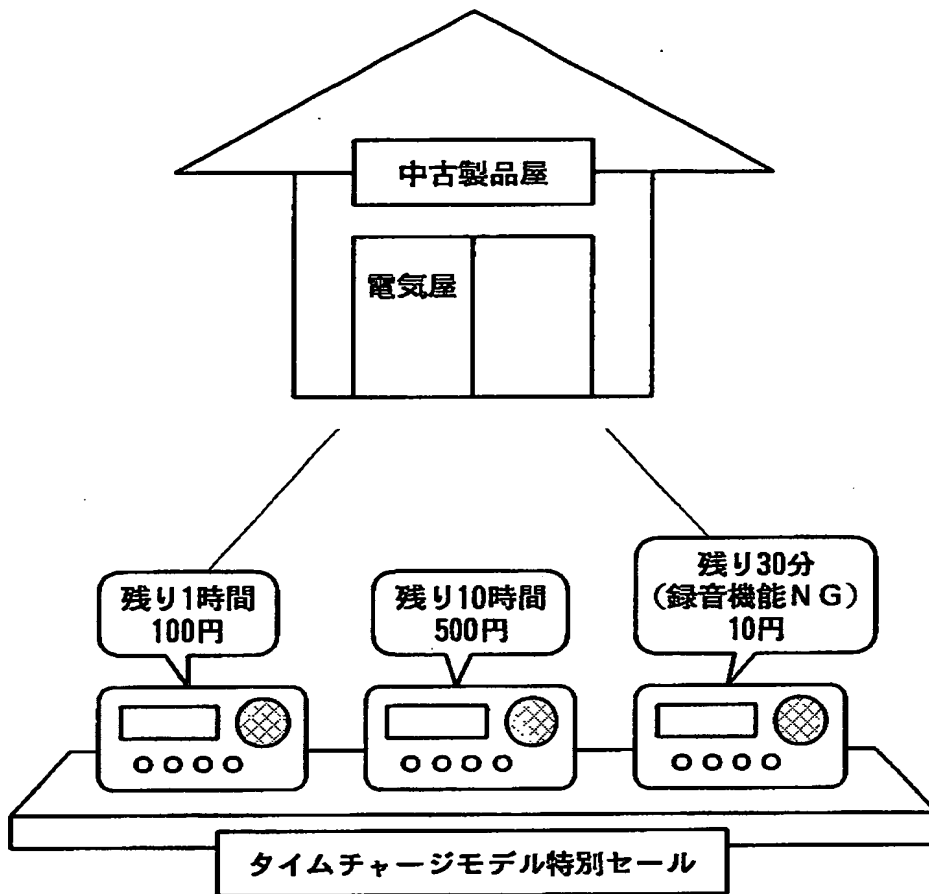 中古製品屋
電気屋
残り1時間
100円
残り10時間
500円
残り30分
(録音機能NG)
10円
タイムチャージモデル特別セール